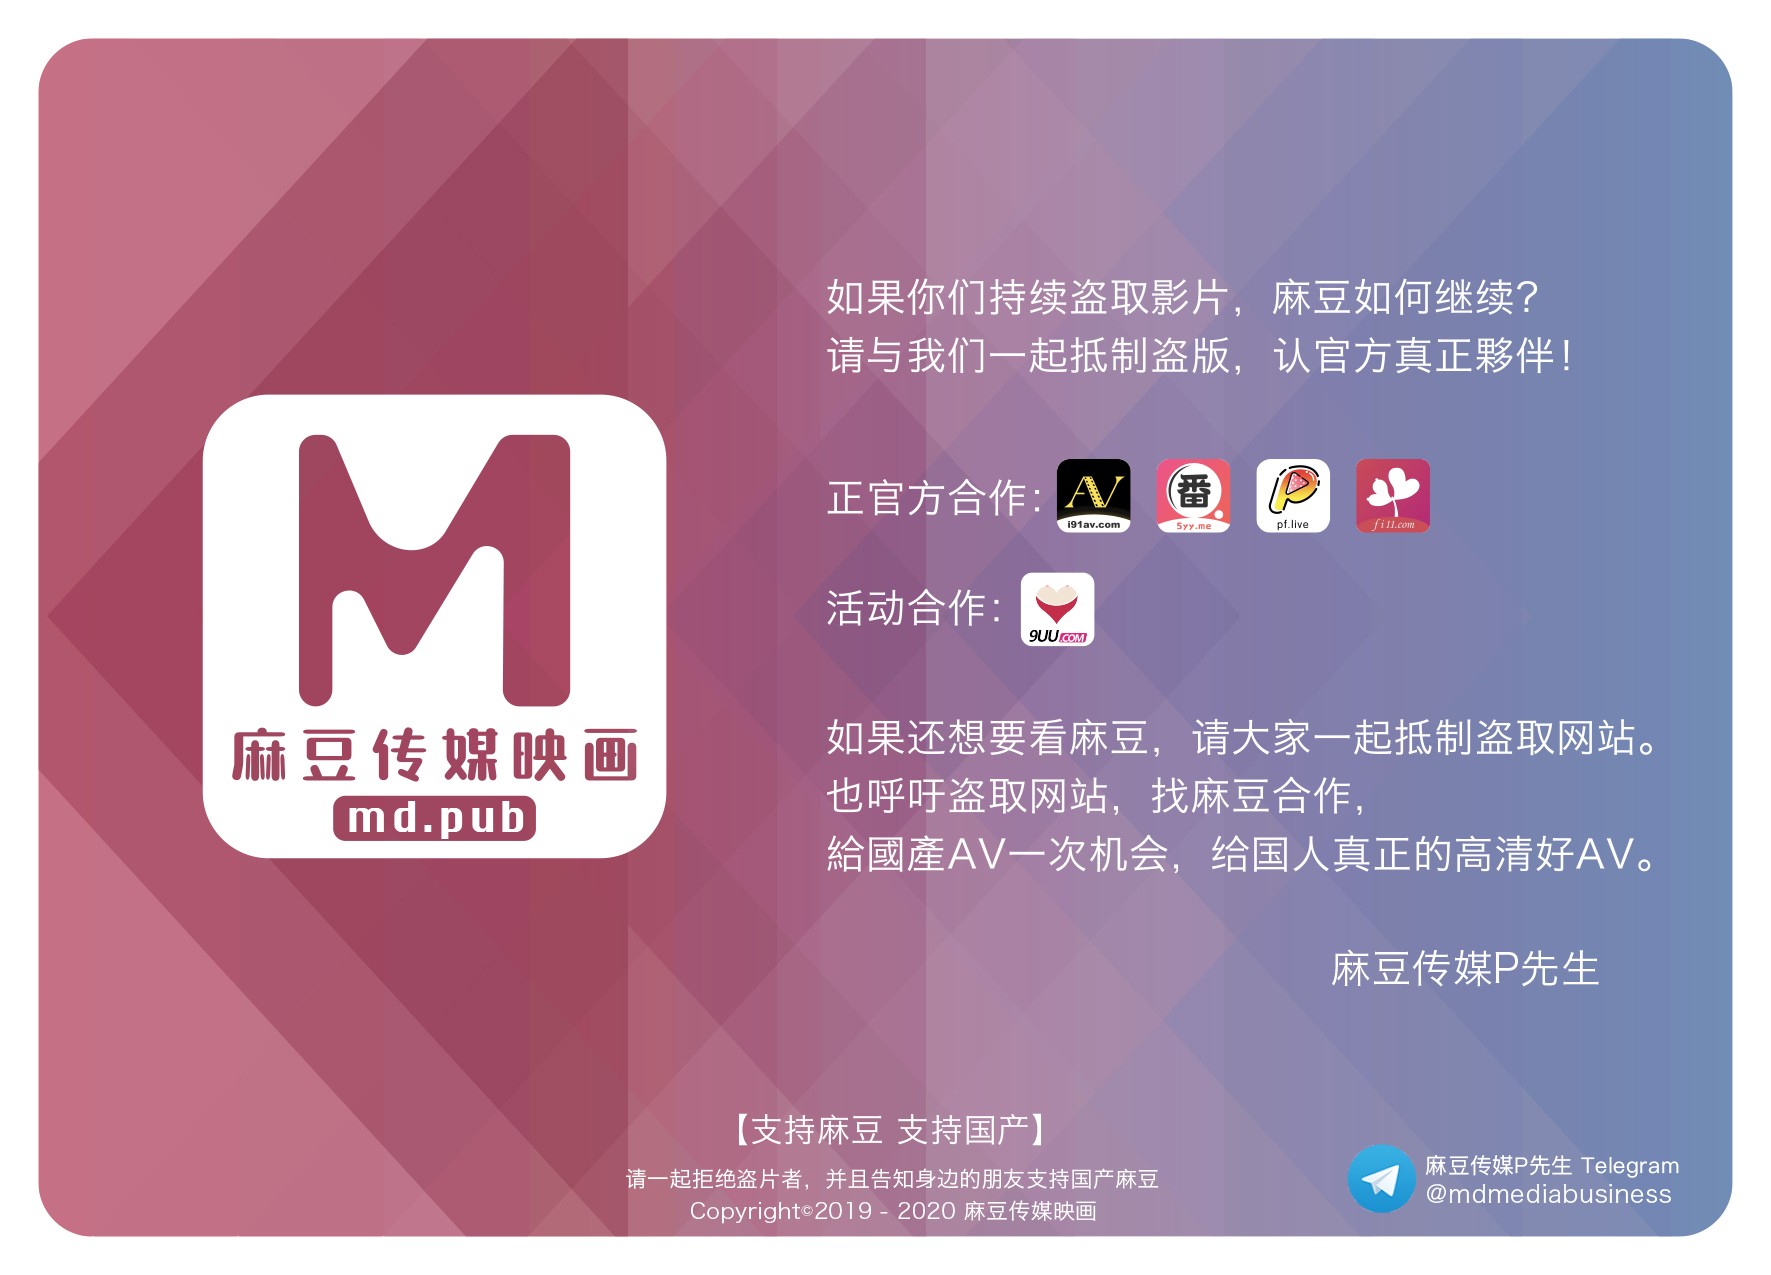 如果你们持续盗取影片，麻豆如何继续?
请与我们一起抵制盗版，认官方真正夥伴!
正官方合作:
AV
i91av.com
番
5yy.me
P
pf.live
fi11.com
活动合作:
9UU.COM
M
麻豆传媒映画
md.pub
如果还想要看麻豆，请大家一起抵制盗取网站。
也呼吁盗取网站，找麻豆合作，
給國產AV一次机会，给国人真正的高清好AV。
麻豆传媒P先生
【支持麻豆 支持国产】
请一起拒绝盗片者，并且告知身边的朋友支持国产麻豆
Copyright©2019 - 2020 麻豆传媒映画
麻豆传媒P先生 Telegram
@mdmediabusiness